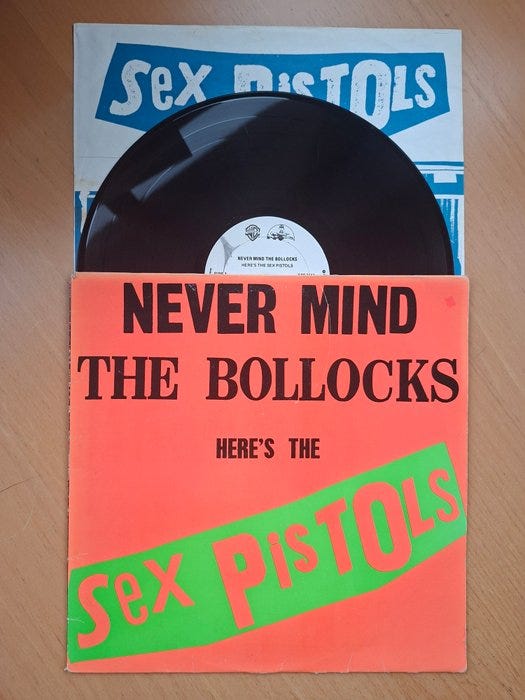 Sex PISTOLS
NEVER MIND THE BOLLOCKS
HERE'S THE SEX PISTOLS
NEVER MIND
THE BOLLOCKS
HERE'S THE
Sex PisTOLS